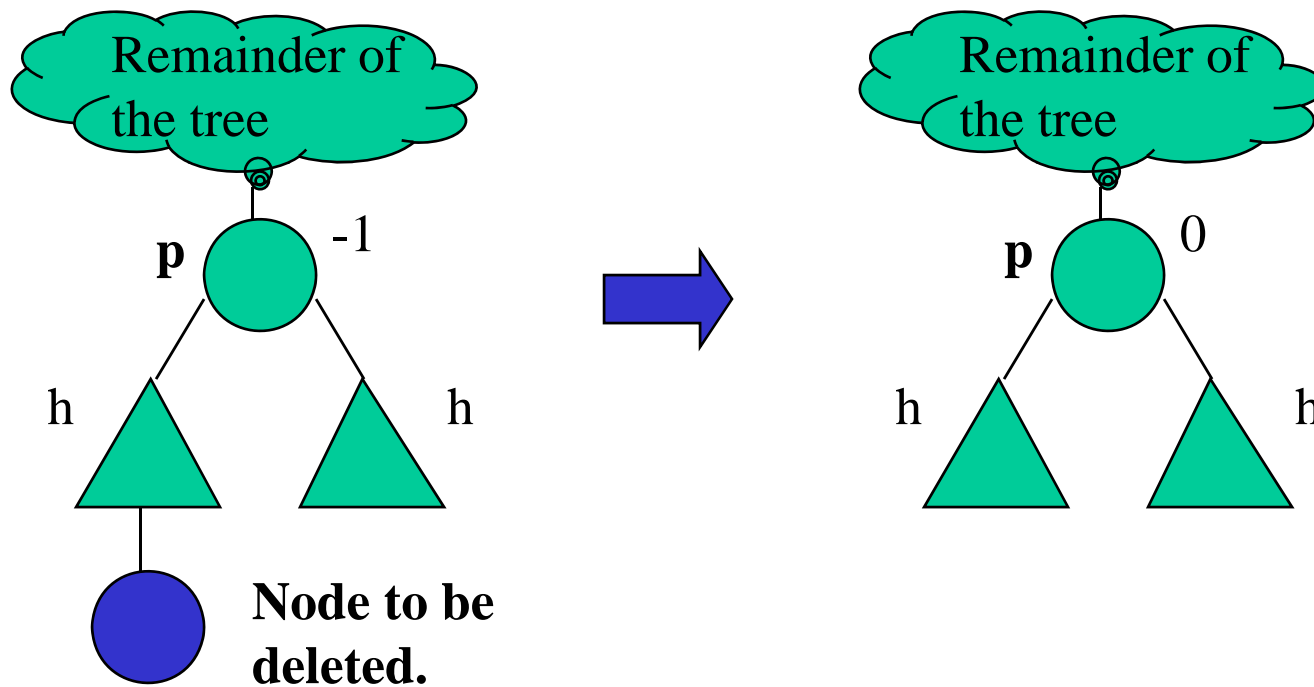 Remainder of
the tree
p
-1
h
h
Node to be
deleted.
Remainder of
the tree
p
0
h
h